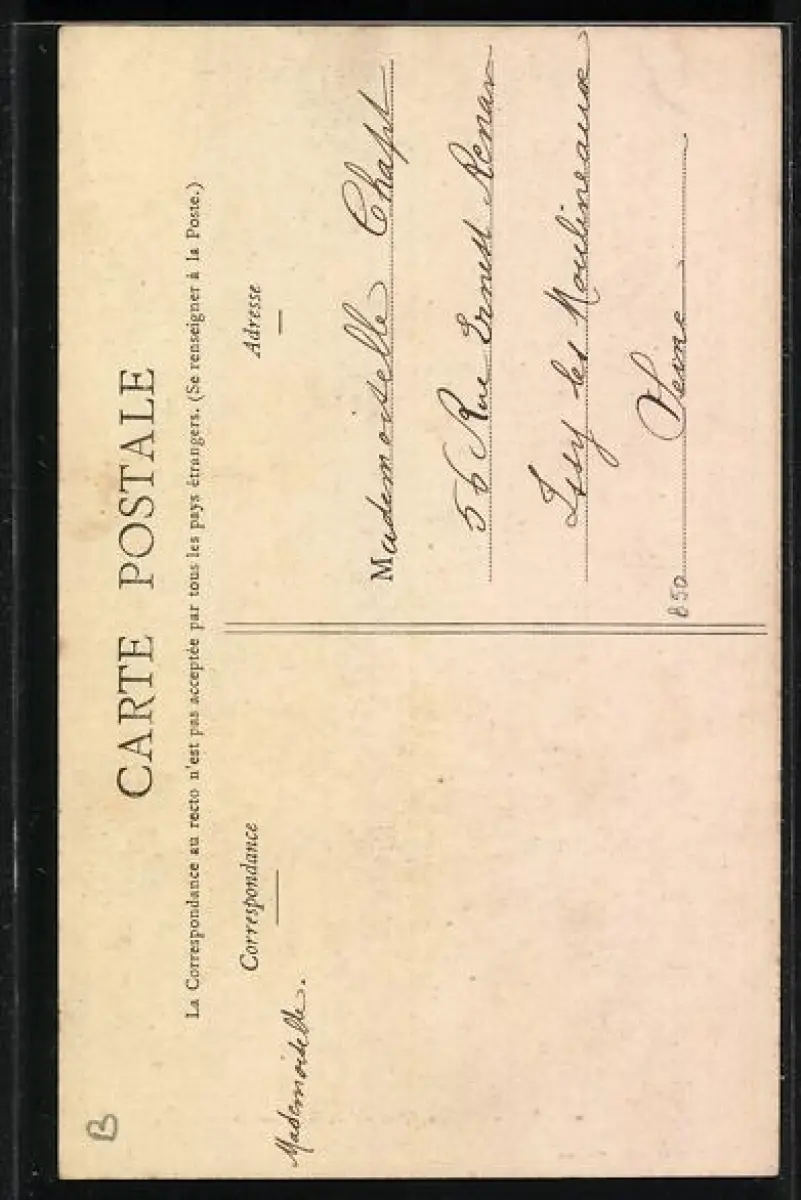 B
CARTE POSTALE
La Correspondance au recto n'est pas acceptée par tous les pays étrangers. (Se renseigner à la Poste.)
Correspondance
Mademoiselle.
Adresse
Mademoiselle Chapt
56 Rue Ernest Renan
Issy les Moulineaux
Seine
850